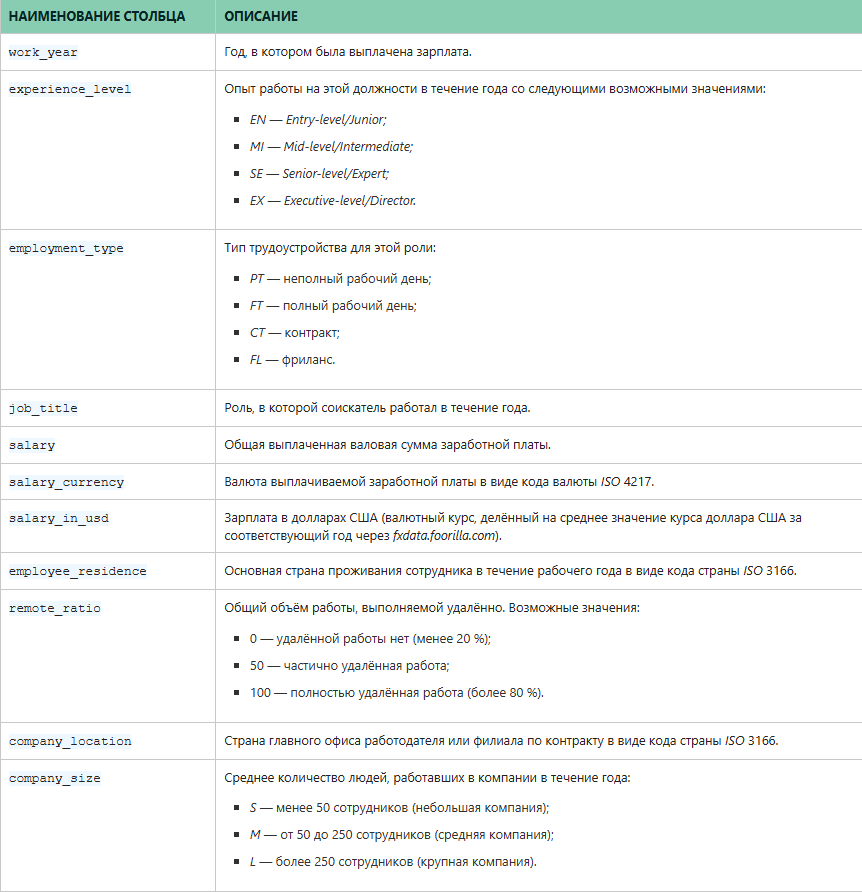 НАИМЕНОВАНИЕ СТОЛБЦА ОПИСАНИЕ
work_year Год, в котором была выплачена зарплата.
experience_level Опыт работы на этой должности в течение года со следующими возможными значениями:
▪ EN — Entry-level/Junior;
▪ MI — Mid-level/Intermediate;
▪ SE — Senior-level/Expert;
▪ EX — Executive-level/Director.
employment_type Тип трудоустройства для этой роли:
▪ PT — неполный рабочий день;
▪ FT — полный рабочий день;
▪ CT — контракт;
▪ FL — фриланс.
job_title Роль, в которой соискатель работал в течение года.
salary Общая выплаченная валовая сумма заработной платы.
salary_currency Валюта выплачиваемой заработной платы в виде кода валюты ISO 4217.
salary_in_usd Зарплата в долларах США (валютный курс, делённый на среднее значение курса доллара США за
соответствующий год через fxdata.foorilla.com).
employee_residence Основная страна проживания сотрудника в течение рабочего года в виде кода страны ISO 3166.
remote_ratio Общий объём работы, выполняемой удалённо. Возможные значения:
▪ 0 — удалённой работы нет (менее 20 %);
▪ 50 — частично удалённая работа;
▪ 100 — полностью удалённая работа (более 80 %).
company_location Страна главного офиса работодателя или филиала по контракту в виде кода страны ISO 3166.
company_size Среднее количество людей, работавших в компании в течение года:
▪ S — менее 50 сотрудников (небольшая компания);
▪ M — от 50 до 250 сотрудников (средняя компания);
▪ L — более 250 сотрудников (крупная компания).